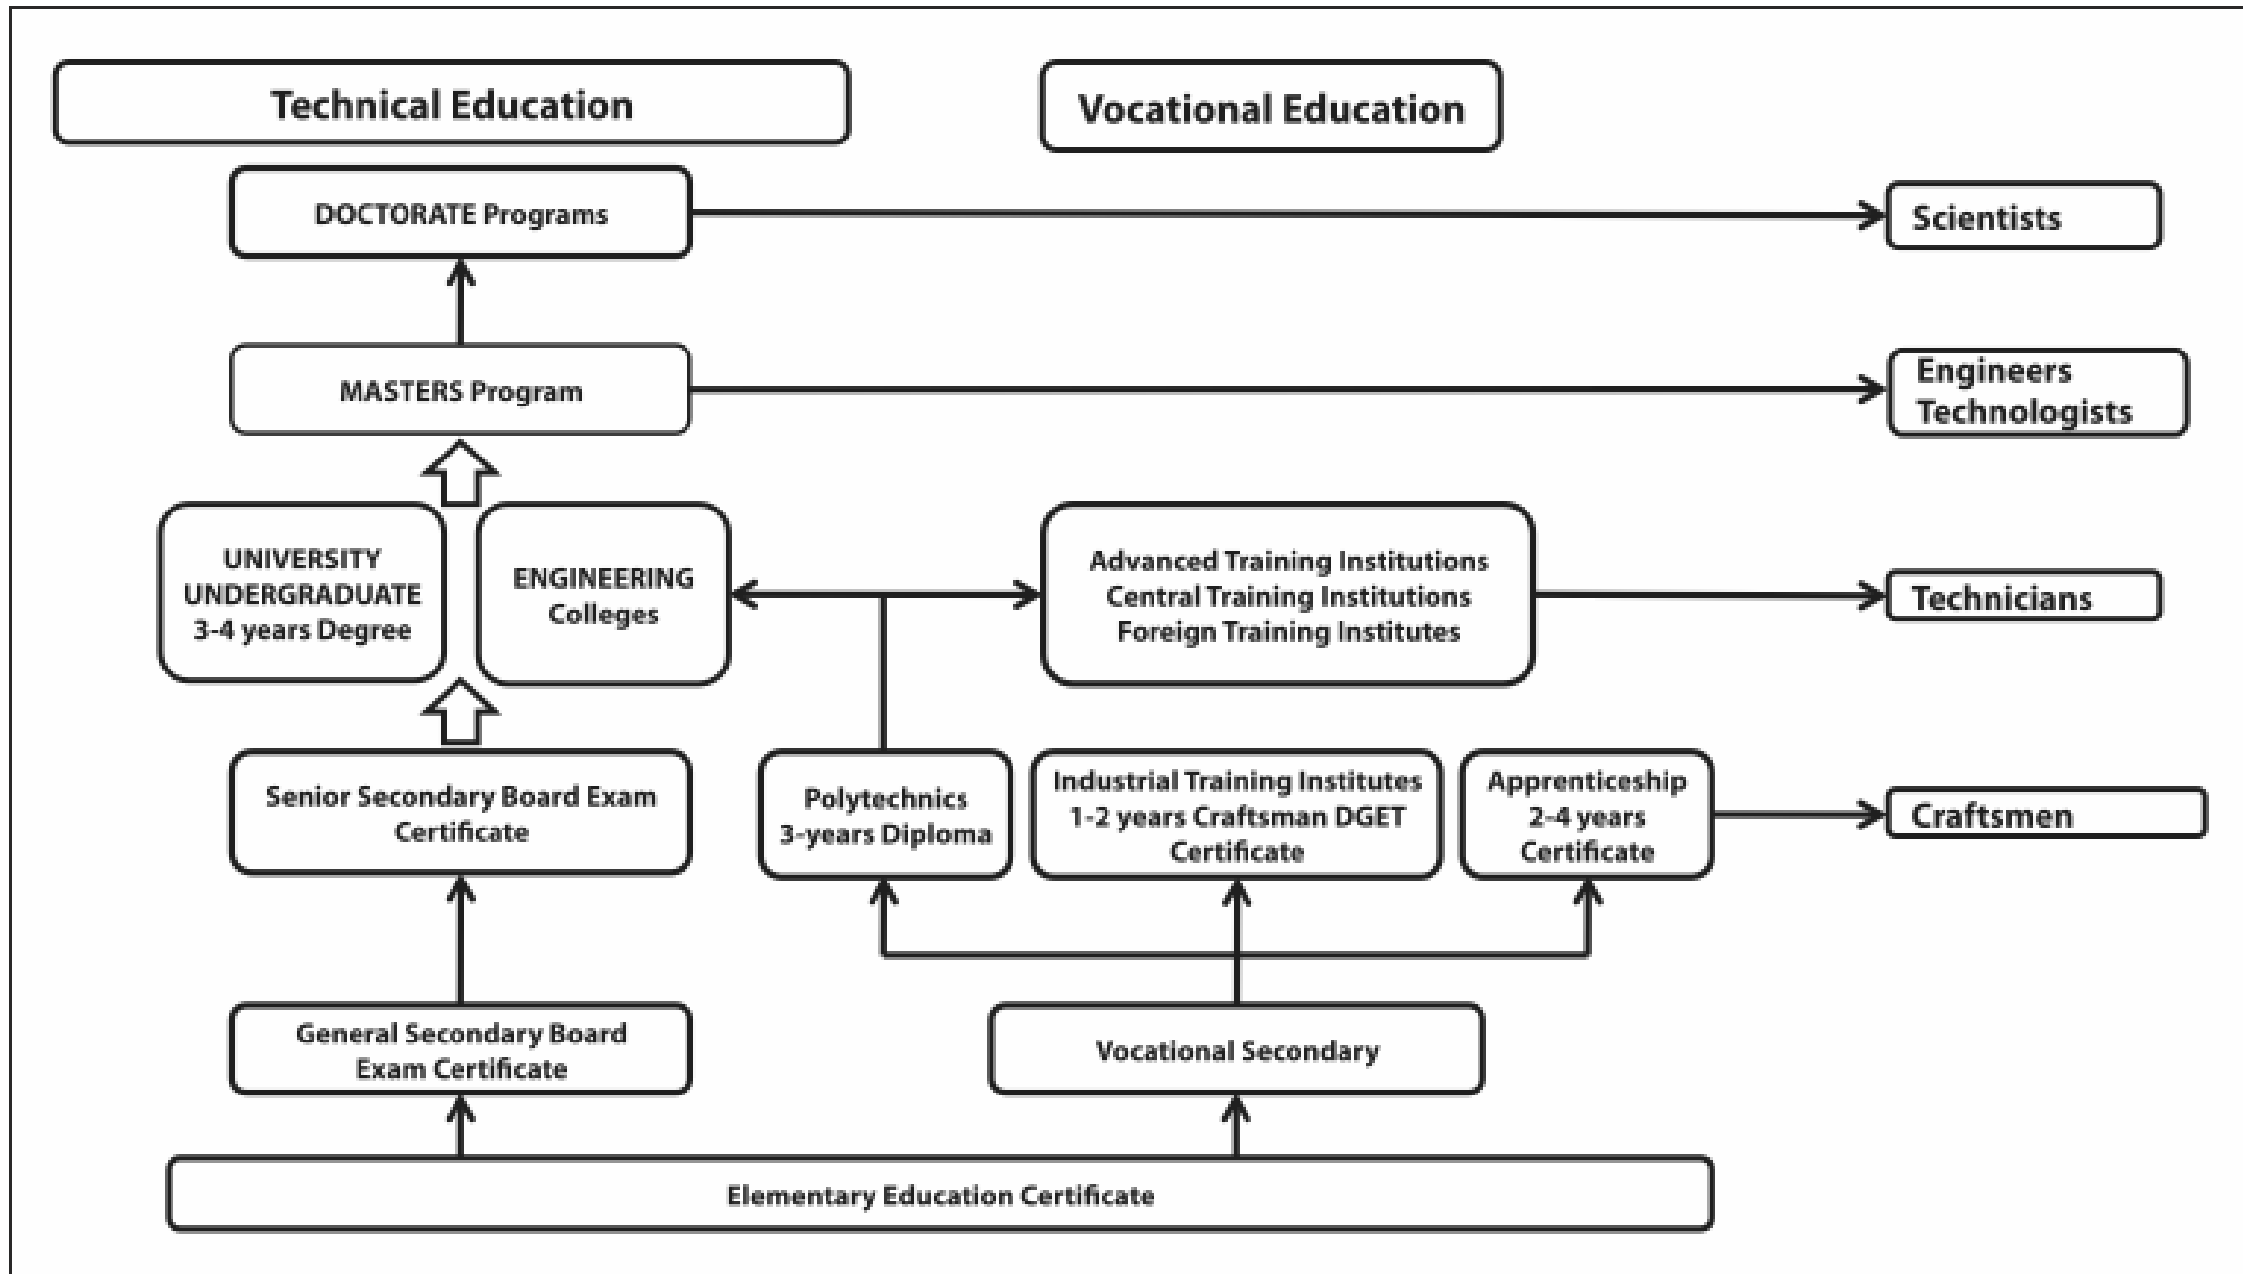 Technical Education
Vocational Education
DOCTORATE Programs
Scientists
MASTERS Program
Engineers
Technologists
UNIVERSITY
UNDERGRADUATE
3-4 years Degree
ENGINEERING
Colleges
Advanced Training Institutions
Central Training Institutions
Foreign Training Institutes
Technicians
Senior Secondary Board Exam
Certificate
Polytechnics
3-years Diploma
Industrial Training Institutes
1-2 years Craftsman DGET
Certificate
Apprenticeship
2-4 years
Certificate
Craftsmen
General Secondary Board
Exam Certificate
Vocational Secondary
Elementary Education Certificate